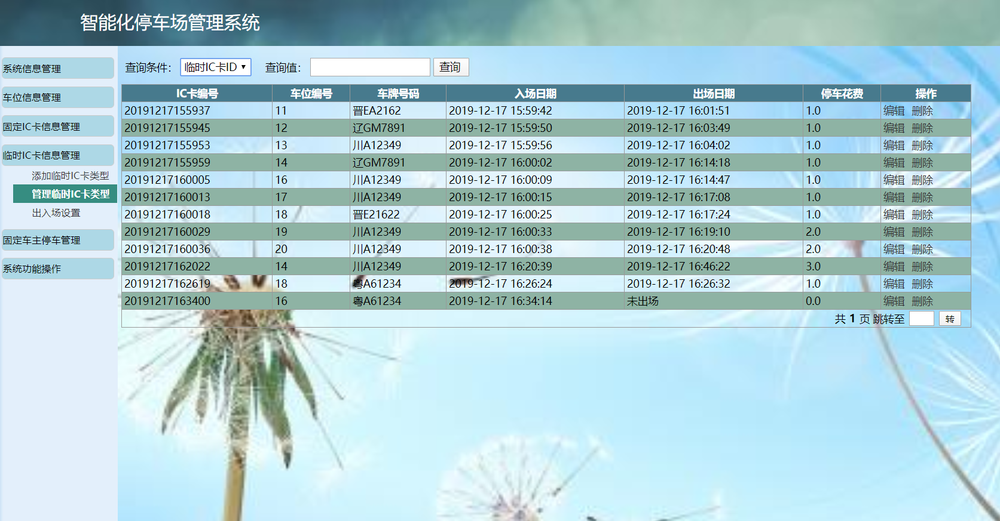 智能化停车场管理系统
系统信息管理
车位信息管理
固定IC卡信息管理
临时IC卡信息管理
添加临时IC卡类型
管理临时IC卡类型
出入场设置
固定车主停车管理
系统功能操作
查询条件： 临时IC卡ID 查询值： 查询
IC卡编号 车位编号 车牌号码 入场日期 出场日期 停车花费 操作
20191217155937 11 晋EA2162 2019-12-17 15:59:42 2019-12-17 16:01:51 1.0 编辑 删除
20191217155945 12 辽GM7891 2019-12-17 15:59:50 2019-12-17 16:03:49 1.0 编辑 删除
20191217155953 13 川A12349 2019-12-17 15:59:56 2019-12-17 16:04:02 1.0 编辑 删除
20191217155959 14 辽GM7891 2019-12-17 16:00:02 2019-12-17 16:14:18 1.0 编辑 删除
20191217160005 16 川A12349 2019-12-17 16:00:09 2019-12-17 16:14:47 1.0 编辑 删除
20191217160013 17 川A12349 2019-12-17 16:00:15 2019-12-17 16:17:08 1.0 编辑 删除
20191217160018 18 晋E21622 2019-12-17 16:00:25 2019-12-17 16:17:24 1.0 编辑 删除
20191217160029 19 川A12349 2019-12-17 16:00:33 2019-12-17 16:19:10 2.0 编辑 删除
20191217160036 20 川A12349 2019-12-17 16:00:38 2019-12-17 16:20:48 2.0 编辑 删除
20191217162022 14 川A12349 2019-12-17 16:20:39 2019-12-17 16:46:22 3.0 编辑 删除
20191217162619 18 粤A61234 2019-12-17 16:26:24 2019-12-17 16:26:32 1.0 编辑 删除
20191217163400 16 粤A61234 2019-12-17 16:34:14 未出场 0.0 编辑 删除
共 1 页 跳转至 转